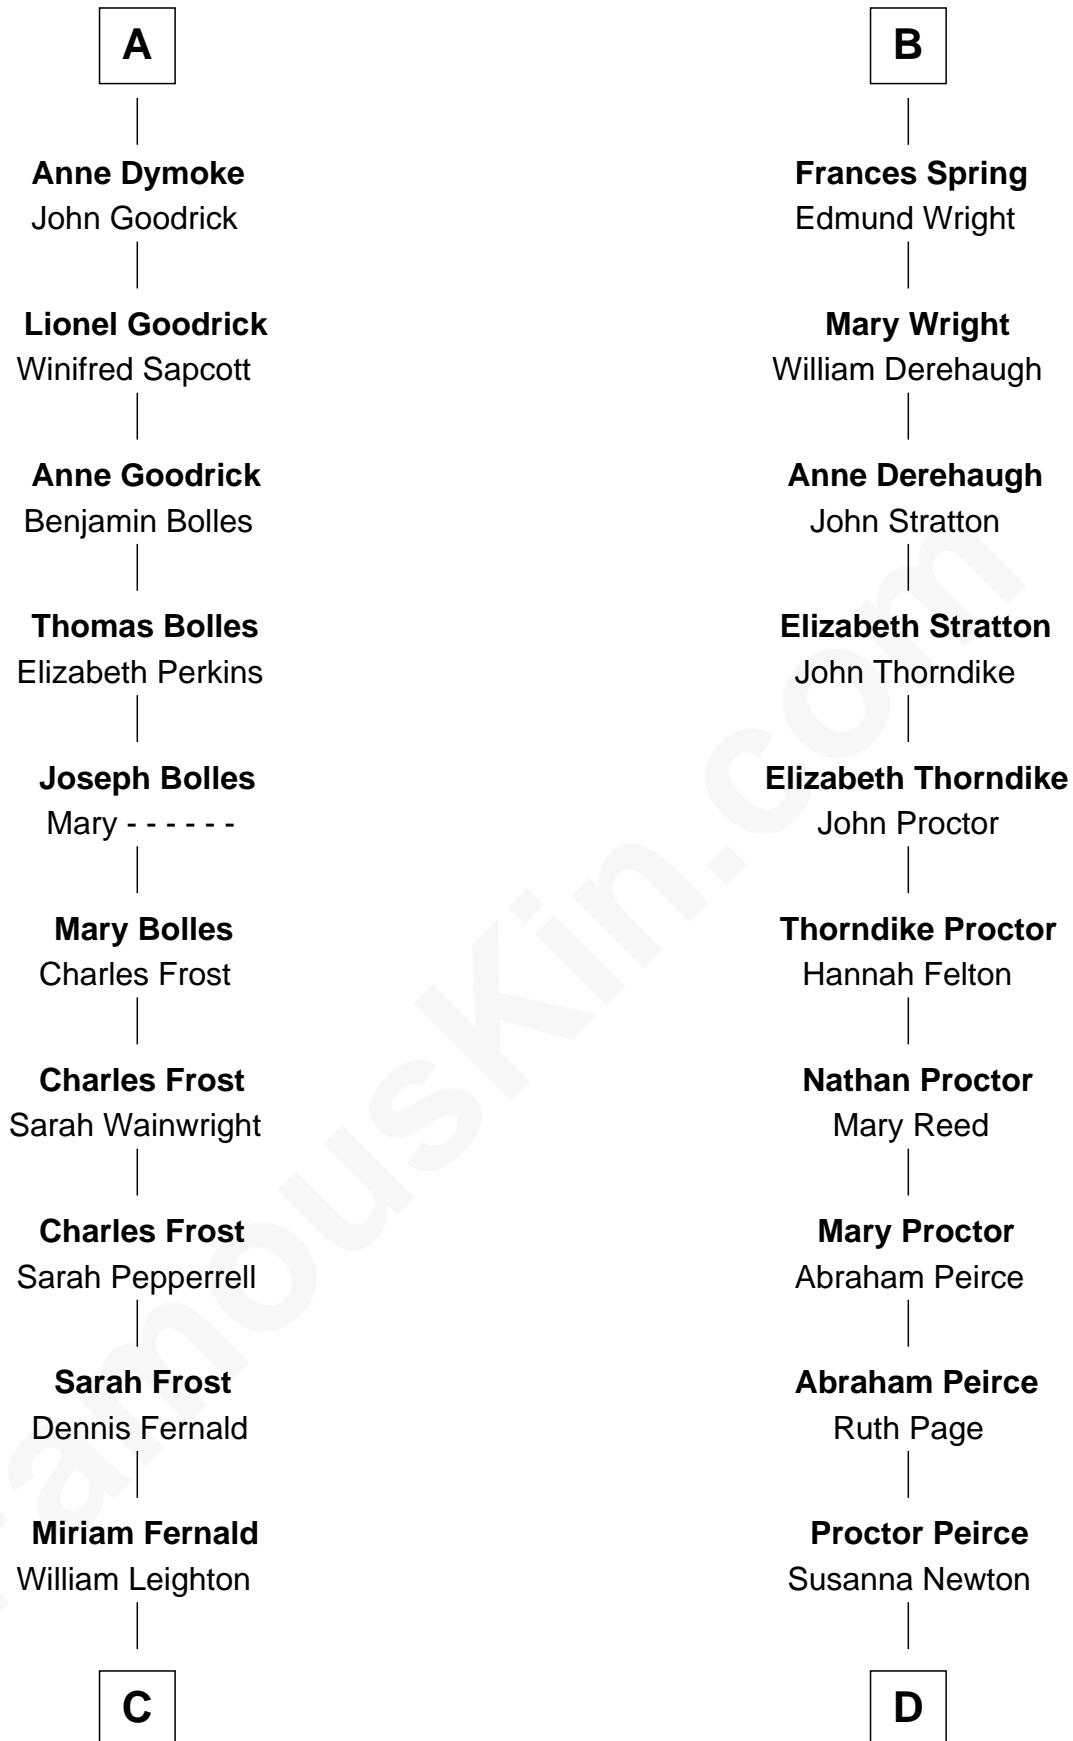 A
Anne Dymoke
John Goodrick
Lionel Goodrick
Winifred Sapcott
Anne Goodrick
Benjamin Bolles
Thomas Bolles
Elizabeth Perkins
Joseph Bolles
Mary - - - - - -
Mary Bolles
Charles Frost
Charles Frost
Sarah Wainwright
Charles Frost
Sarah Pepperrell
Sarah Frost
Dennis Fernald
Miriam Fernald
William Leighton
C
B
Frances Spring
Edmund Wright
Mary Wright
William Derehaugh
Anne Derehaugh
John Stratton
Elizabeth Stratton
John Thorndike
Elizabeth Thorndike
John Proctor
Thorndike Proctor
Hannah Felton
Nathan Proctor
Mary Reed
Mary Proctor
Abraham Peirce
Abraham Peirce
Ruth Page
Proctor Peirce
Susanna Newton
D
FamousKin.com